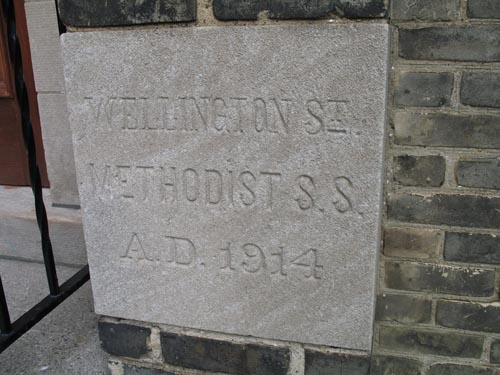 WELLINGTON ST.
METHODIST S.S.
A.D. 1914